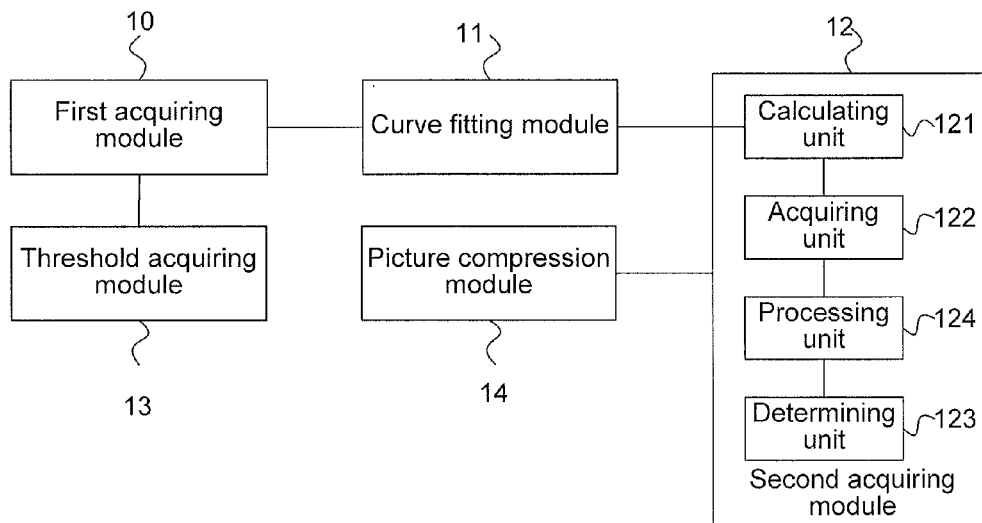 10
11
12
First acquiring
module
Curve fitting module
Calculating
unit
121
Acquiring
unit
122
Threshold acquiring
module
Picture compression
module
Processing
unit
124
13
14
Determining
unit
123
Second acquiring
module